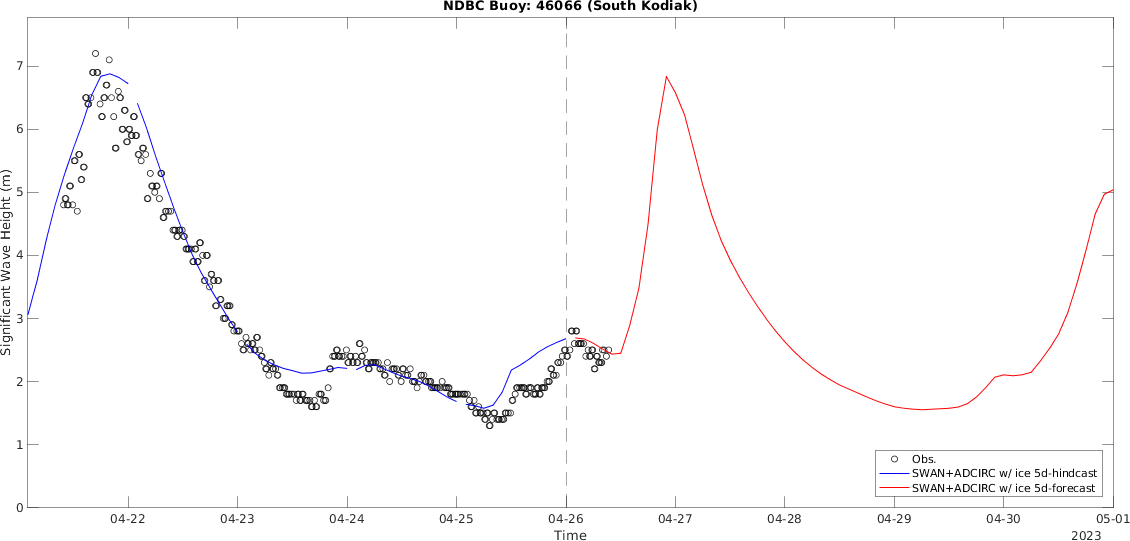 NDBC Buoy: 46066 (South Kodiak)
Significant Wave Height (m)
7
6
5
4
3
2
1
0
Obs.
SWAN+ADCIRC w/ ice 5d-hindcast
SWAN+ADCIRC w/ ice 5d-forecast
04-22 04-23 04-24 04-25 04-26 04-27 04-28 04-29 04-30 05-01
Time
2023